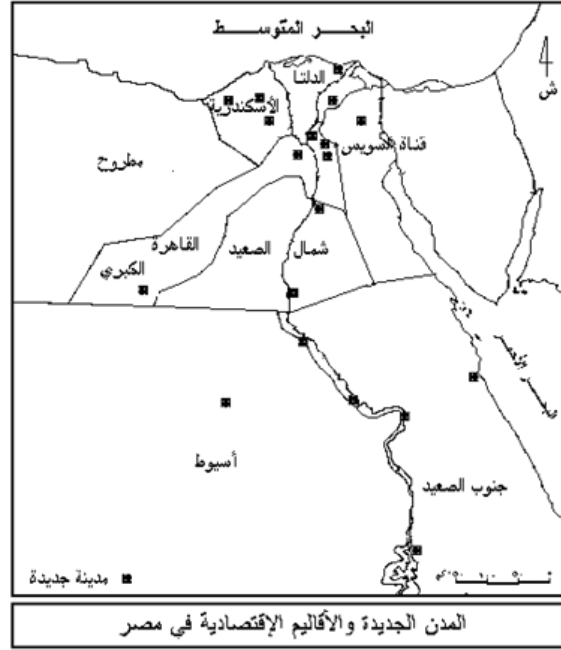 البحر المتوسط
الدلتا
الأسكندرية
ش
قناة السويس
مطروح
القاهرة
الكبري
شمال
الصعيد
أسيوط
جنوب الصعيد
مدينة جديدة
المدن الجديدة والأقاليم الإقتصادية في مصر